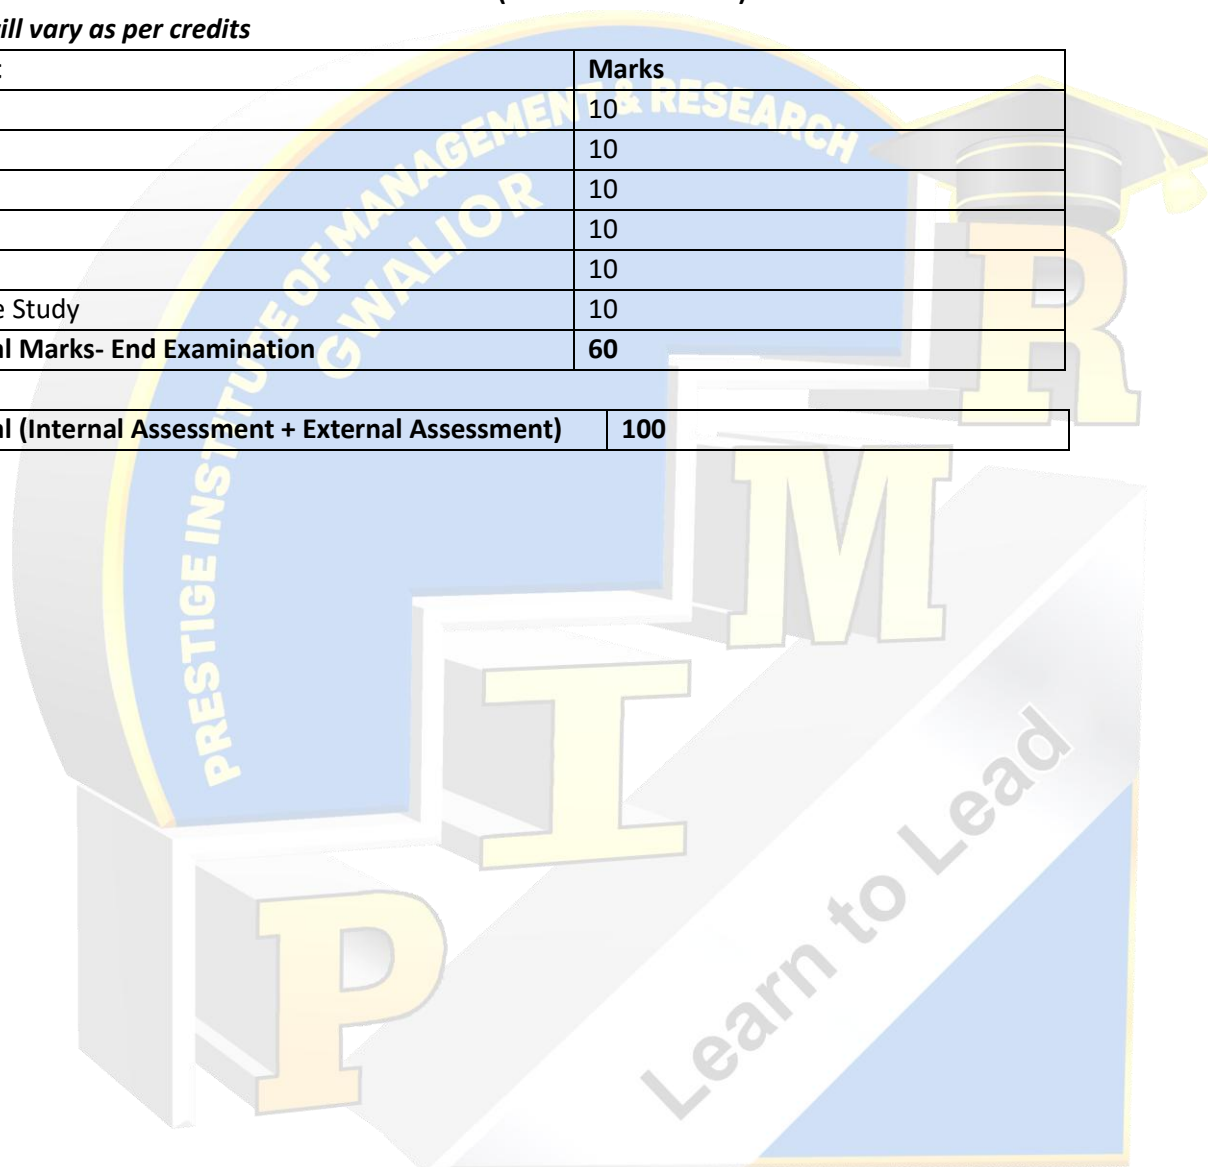 ill vary as per credits
Marks
10
10
10
10
10
e Study 10
al Marks- End Examination 60
al (Internal Assessment + External Assessment) 100
PRESTIGE INSTITUTE OF MANAGEMENT & RESEARCH
GWALIOR
R
M
I
P
Learn to Lead